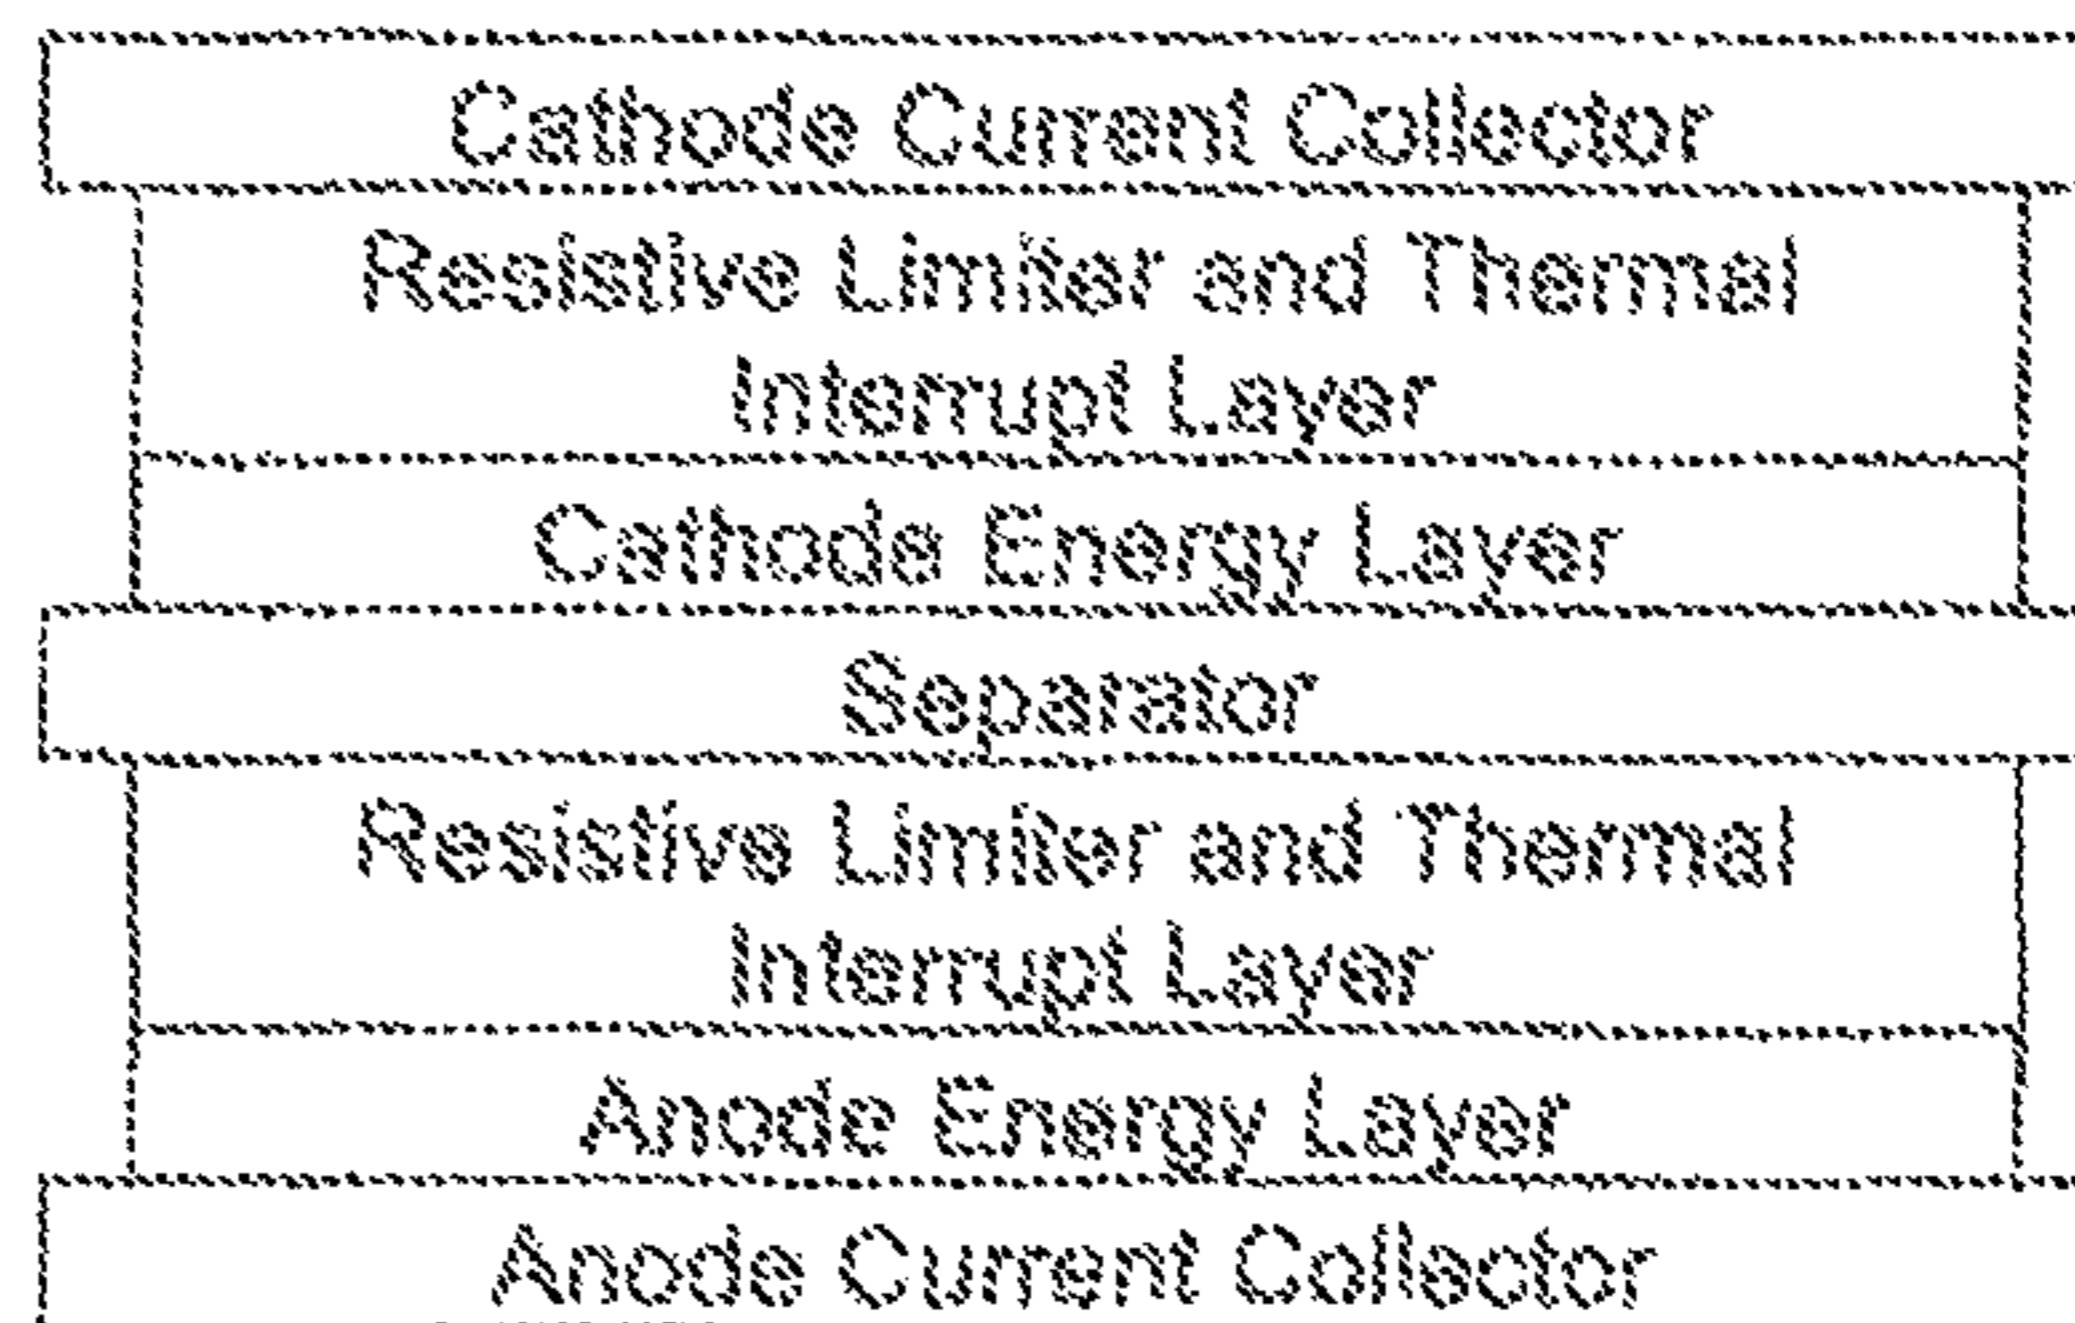 Cathode Current Collector
Resistive Limiter and Thermal
Interrupt Layer
Cathode Energy Layer
Separator
Resistive Limiter and Thermal
Interrupt Layer
Anode Energy Layer
Anode Current Collector